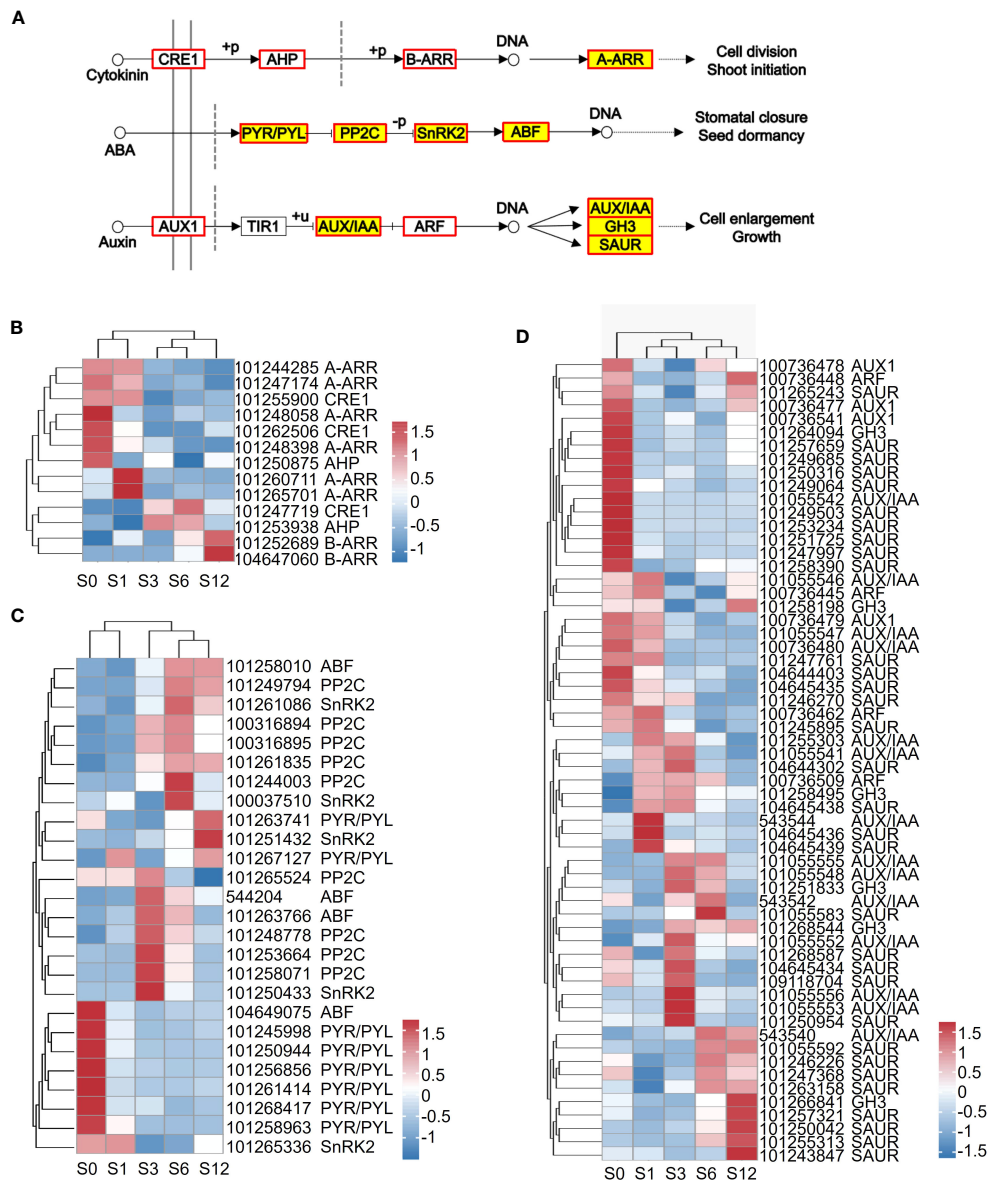 A
Cytokinin CRE1 +p AHP +p B-ARR DNA A-ARR Cell division
Shoot initiation
ABA PYR/PYL PP2C -p SnRK2 ABF DNA Stomatal closure
Seed dormancy
Auxin AUX1 TIR1 +u AUX/IAA ARF DNA AUX/IAA
GH3
SAUR
Cell enlargement
Growth
B
101244285 A-ARR
101247174 A-ARR
101255900 CRE1
101248058 A-ARR
101262506 CRE1
101248398 A-ARR
101250875 AHP
101260711 A-ARR
101265701 A-ARR
101247719 CRE1
101253938 AHP
101252689 B-ARR
104647060 B-ARR
S0 S1 S3 S6 S12
1.5
1
0.5
0
-0.5
-1
C
101258010 ABF
101249794 PP2C
101261086 SnRK2
100316894 PP2C
100316895 PP2C
101261835 PP2C
101244003 PP2C
100037510 SnRK2
101263741 PYR/PYL
101251432 SnRK2
101267127 PYR/PYL
101265524 PP2C
544204 ABF
101263766 ABF
101248778 PP2C
101253664 PP2C
101258071 PP2C
101250433 SnRK2
104649075 ABF
101245998 PYR/PYL
101250944 PYR/PYL
101256856 PYR/PYL
101261414 PYR/PYL
101268417 PYR/PYL
101258963 PYR/PYL
101265336 SnRK2
S0 S1 S3 S6 S12
1.5
1
0.5
0
-0.5
-1
D
100736478 AUX1
100736448 ARF
101265243 SAUR
100736477 AUX1
100736541 AUX1
101264094 GH3
101257659 SAUR
101249685 SAUR
101250316 SAUR
101249064 SAUR
101055542 AUX/IAA
101249503 SAUR
101253234 SAUR
101251725 SAUR
101247997 SAUR
101258390 SAUR
101055546 AUX/IAA
100736445 ARF
101258198 GH3
100736479 AUX1
101055547 AUX/IAA
100736480 AUX/IAA
101247761 SAUR
104644403 SAUR
104645435 SAUR
101246270 SAUR
100736462 ARF
101245895 SAUR
101255303 AUX/IAA
101055541 AUX/IAA
104644302 SAUR
100736509 ARF
101258495 GH3
104645438 SAUR
543544 AUX/IAA
104645436 SAUR
104645439 SAUR
101055555 AUX/IAA
101055548 AUX/IAA
101251833 GH3
543542 AUX/IAA
101055583 SAUR
101268544 GH3
101055552 AUX/IAA
101268587 SAUR
104645434 SAUR
109118704 SAUR
101055556 AUX/IAA
101055553 AUX/IAA
101250954 SAUR
543540 AUX/IAA
101055592 SAUR
101246226 SAUR
101247368 SAUR
101263158 SAUR
101266841 GH3
101257321 SAUR
101250042 SAUR
101255313 SAUR
101243847 SAUR
S0 S1 S3 S6 S12
1.5
1
0.5
0
-0.5
-1
-1.5